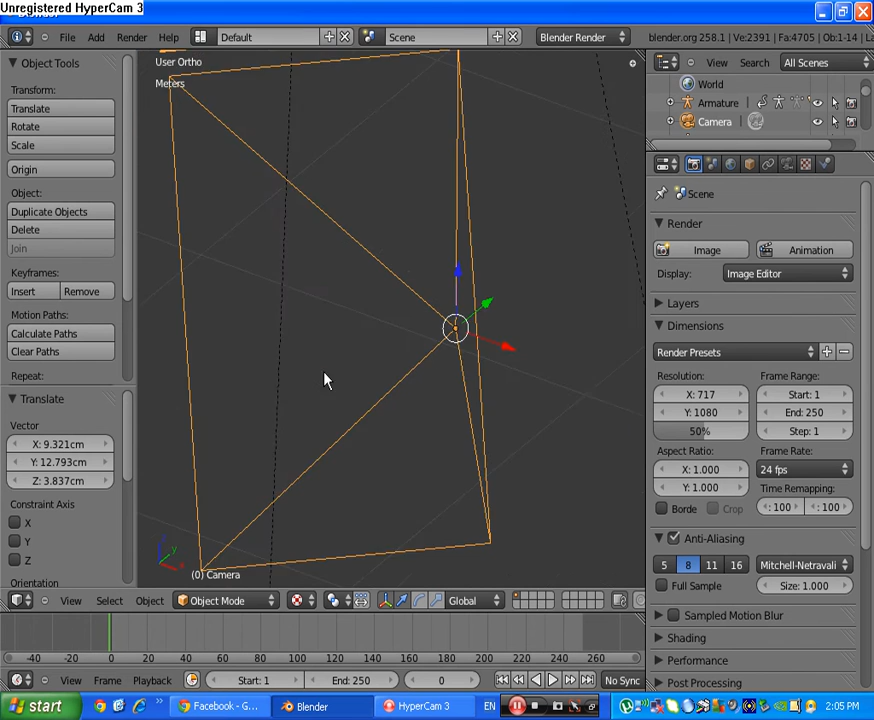 Unregistered HyperCam 3
File Add Render Help Default Scene Blender Render blender.org 258.1 | Ve:2391 | Fa:4705 | Ob:1-14 | La
Object Tools
Transform:
Translate
Rotate
Scale
Origin
Object:
Duplicate Objects
Delete
Join
Keyframes:
Insert Remove
Motion Paths:
Calculate Paths
Clear Paths
Repeat:
Translate
Vector
X: 9.321cm
Y: 12.793cm
Z: 3.837cm
Constraint Axis
X
Y
Z
Orientation
User Ortho
Meters
(0) Camera
View Select Object Object Mode Global
View Search All Scenes
World
Armature
Camera
Scene
Render
Image Animation
Display: Image Editor
Layers
Dimensions
Render Presets
Resolution: Frame Range:
X: 717 Start: 1
Y: 1080 End: 250
50% Step: 1
Aspect Ratio: Frame Rate:
X: 1.000 24 fps
Y: 1.000 Time Remapping:
Borde Crop : 100 : 100
Anti-Aliasing
5 8 11 16 Mitchell-Netravali
Full Sample Size: 1.000
Sampled Motion Blur
Shading
Performance
Post Processing
-40 -20 0 20 40 60 80 100 120 140 160 180 200 220 240 260
View Frame Playback Start: 1 End: 250 0 No Sync
start Facebook - G... Blender HyperCam 3 EN 2:05 PM